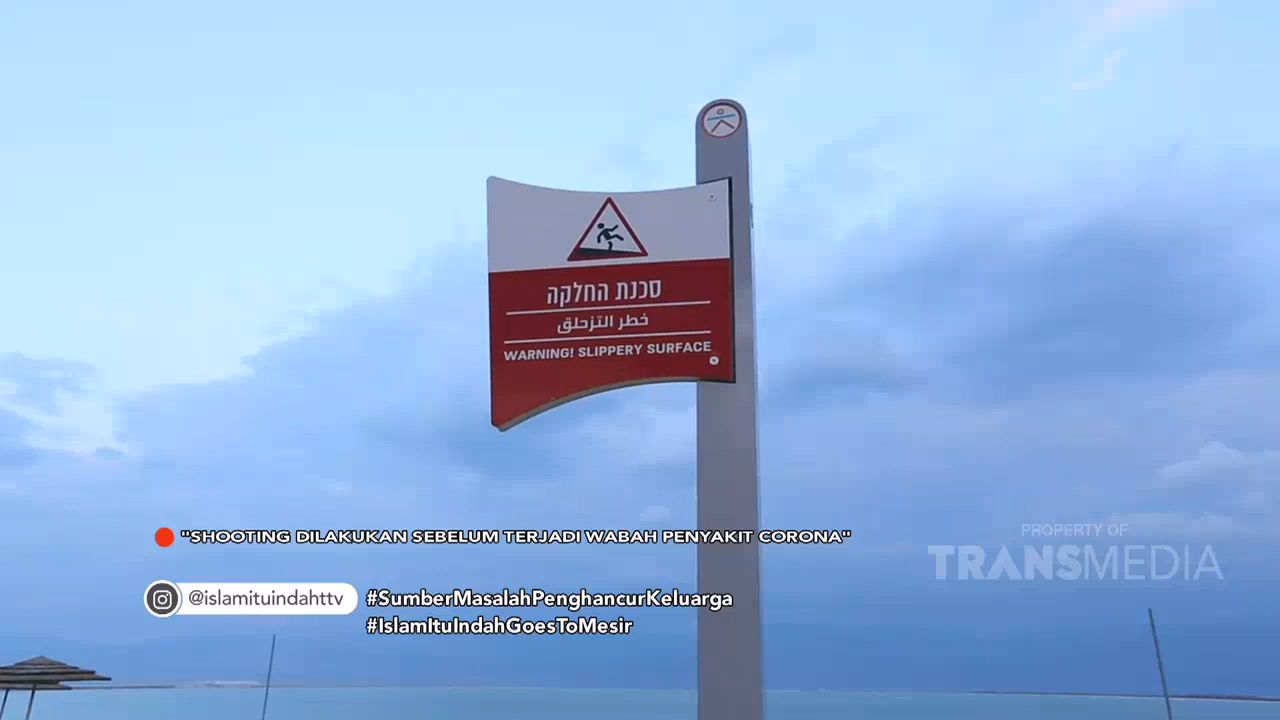 סכנת החלקה
خطر التزحلق
WARNING! SLIPPERY SURFACE
"SHOOTING DILAKUKAN SEBELUM TERJADI WABAH PENYAKIT CORONA"
PROPERTY OF
TRANSMEDIA
@islamituindahttv
#SumberMasalahPenghancurKeluarga
#IslamItuIndahGoesToMesir